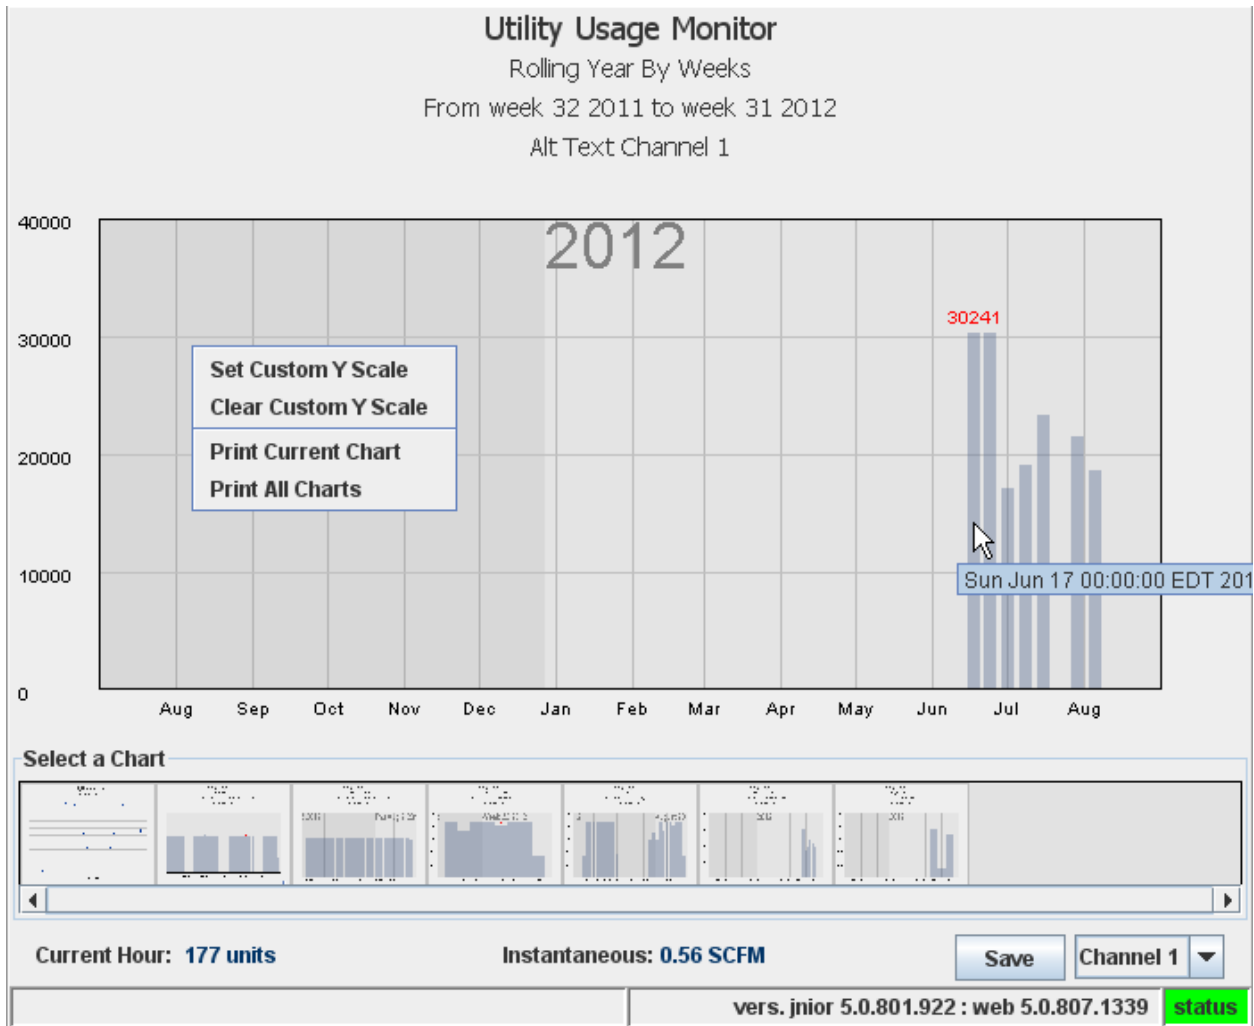 Utility Usage Monitor
Rolling Year By Weeks
From week 32 2011 to week 31 2012
Alt Text Channel 1
40000
2012
30241
30000
Set Custom Y Scale
Clear Custom Y Scale
Print Current Chart
Print All Charts
20000
10000
Sun Jun 17 00:00:00 EDT 201
0
Aug Sep Oct Nov Dec Jan Feb Mar Apr May Jun Jul Aug
Select a Chart
Current Hour: 177 units Instantaneous: 0.56 SCFM Save Channel 1
vers. jnior 5.0.801.922 : web 5.0.807.1339 status